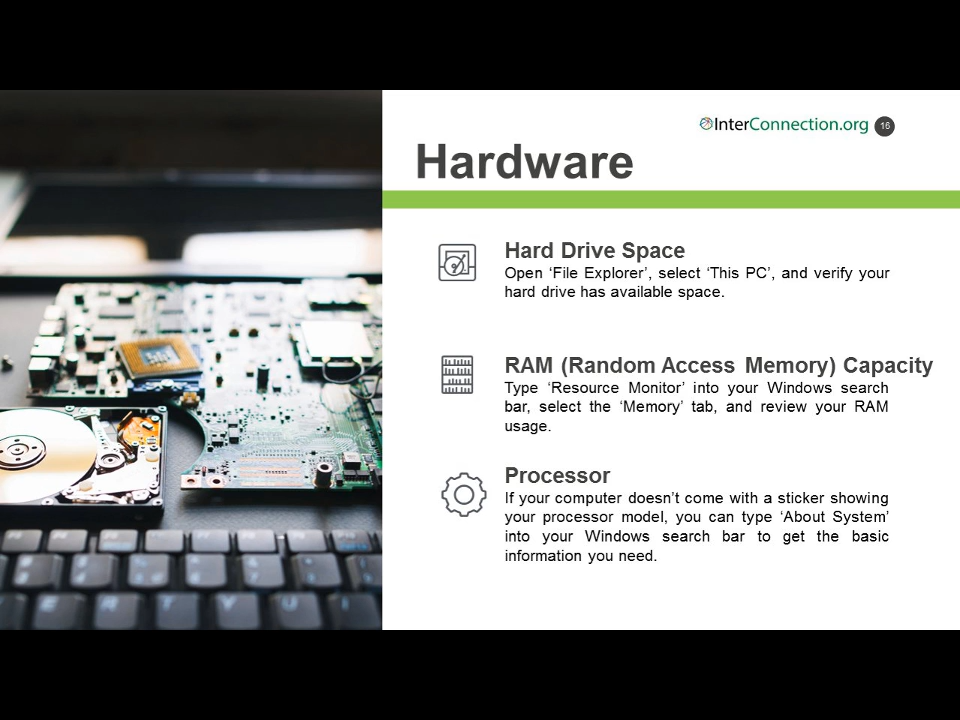 InterConnection.org 16
Hardware
Hard Drive Space
Open ‘File Explorer’, select ‘This PC’, and verify your
hard drive has available space.
RAM (Random Access Memory) Capacity
Type ‘Resource Monitor’ into your Windows search
bar, select the ‘Memory’ tab, and review your RAM
usage.
Processor
If your computer doesn’t come with a sticker showing
your processor model, you can type ‘About System’
into your Windows search bar to get the basic
information you need.